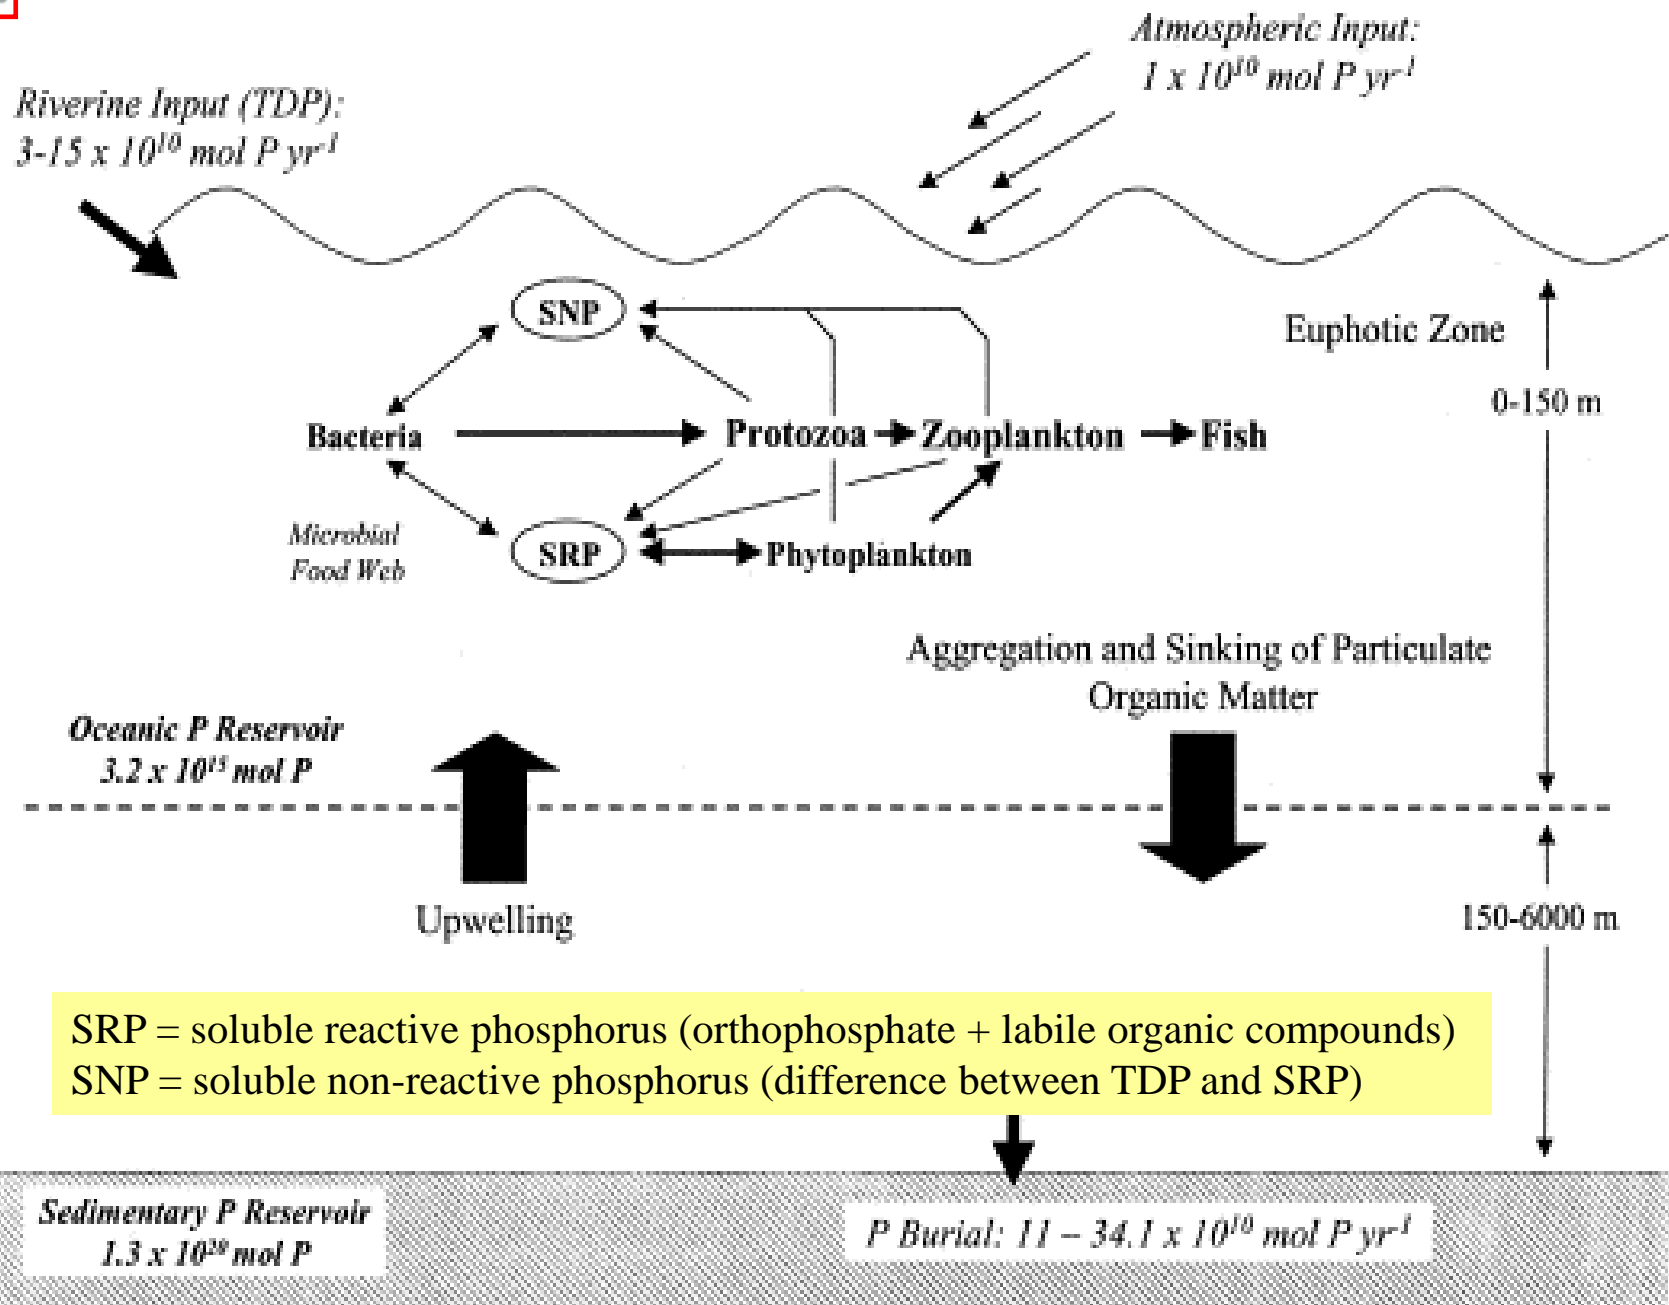 Atmospheric Input:
1 x 10¹⁰ mol P yr⁻¹
Riverine Input (TDP):
3-15 x 10¹⁰ mol P yr⁻¹
SNP
Euphotic Zone
0-150 m
Bacteria
Protozoa
Zooplankton
Fish
Microbial
Food Web
SRP
Phytoplankton
Aggregation and Sinking of Particulate
Organic Matter
Oceanic P Reservoir
3.2 x 10¹⁵ mol P
Upwelling
150-6000 m
SRP = soluble reactive phosphorus (orthophosphate + labile organic compounds)
SNP = soluble non-reactive phosphorus (difference between TDP and SRP)
Sedimentary P Reservoir
1.3 x 10²⁰ mol P
P Burial: 11 – 34.1 x 10¹⁰ mol P yr⁻¹